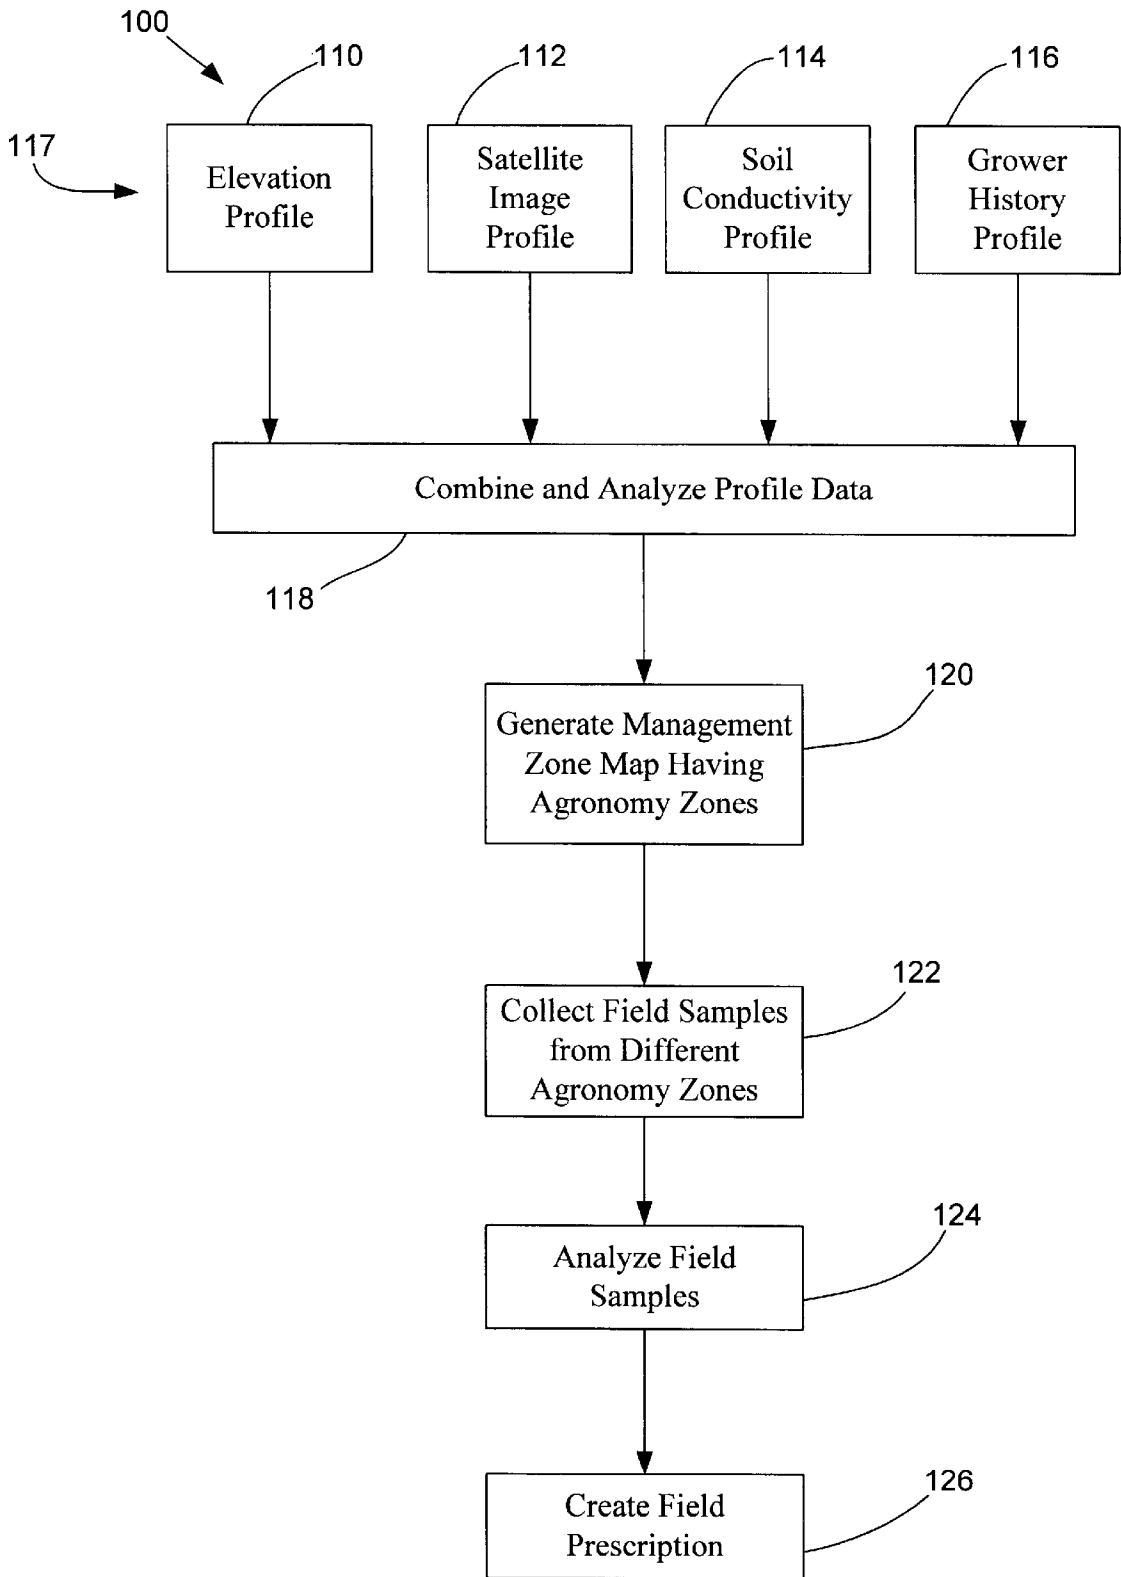 100
110
112
114
116
117
Elevation
Profile
Satellite
Image
Profile
Soil
Conductivity
Profile
Grower
History
Profile
Combine and Analyze Profile Data
118
120
Generate Management
Zone Map Having
Agronomy Zones
122
Collect Field Samples
from Different
Agronomy Zones
124
Analyze Field
Samples
126
Create Field
Prescription